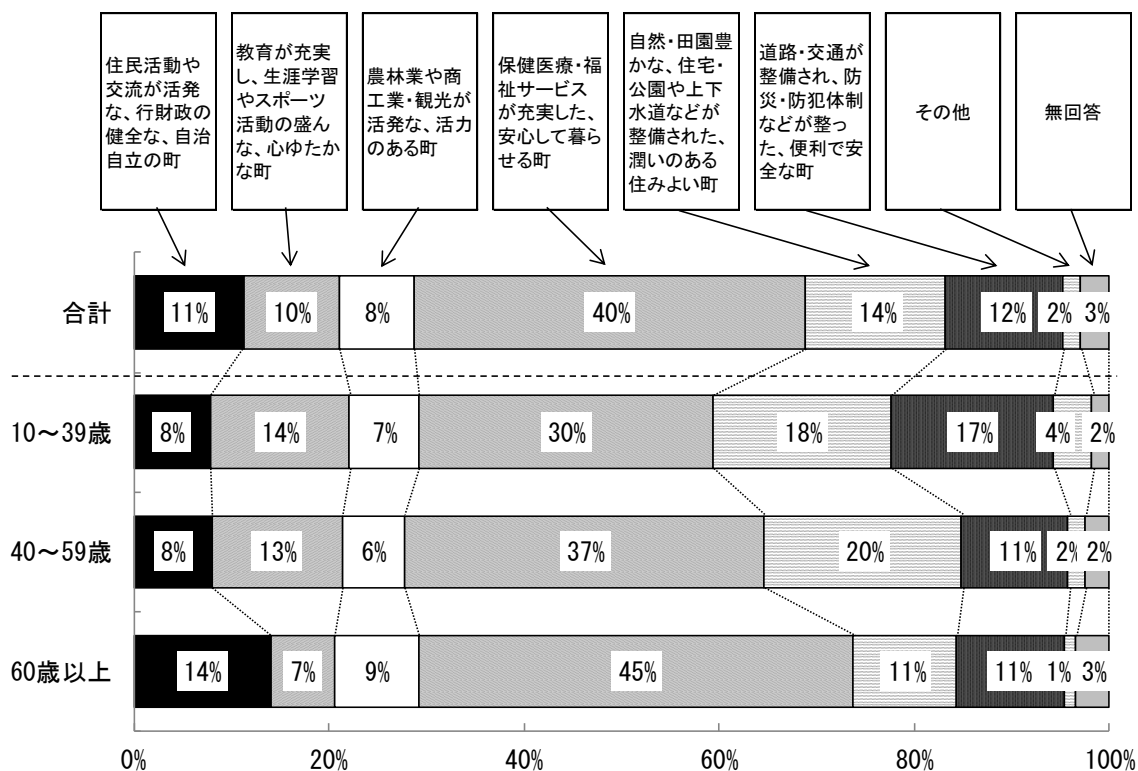 住民活動や
交流が活発
な、行財政の
健全な、自治
自立の町
教育が充実
し、生涯学習
やスポーツ
活動の盛ん
な、心ゆたか
な町
農林業や商
工業・観光が
活発な、活力
のある町
保健医療・福
祉サービス
が充実した、
安心して暮ら
せる町
自然・田園豊
かな、住宅・
公園や上下
水道などが
整備された、
潤いのある
住みよい町
道路・交通が
整備され、防
災・防犯体制
などが整っ
た、便利で安
全な町
その他
無回答
合計
11%
10%
8%
40%
14%
12%
2%
3%
10～39歳
8%
14%
7%
30%
18%
17%
4%
2%
40～59歳
8%
13%
6%
37%
20%
11%
2%
2%
60歳以上
14%
7%
9%
45%
11%
11%
1%
3%
0%
20%
40%
60%
80%
100%